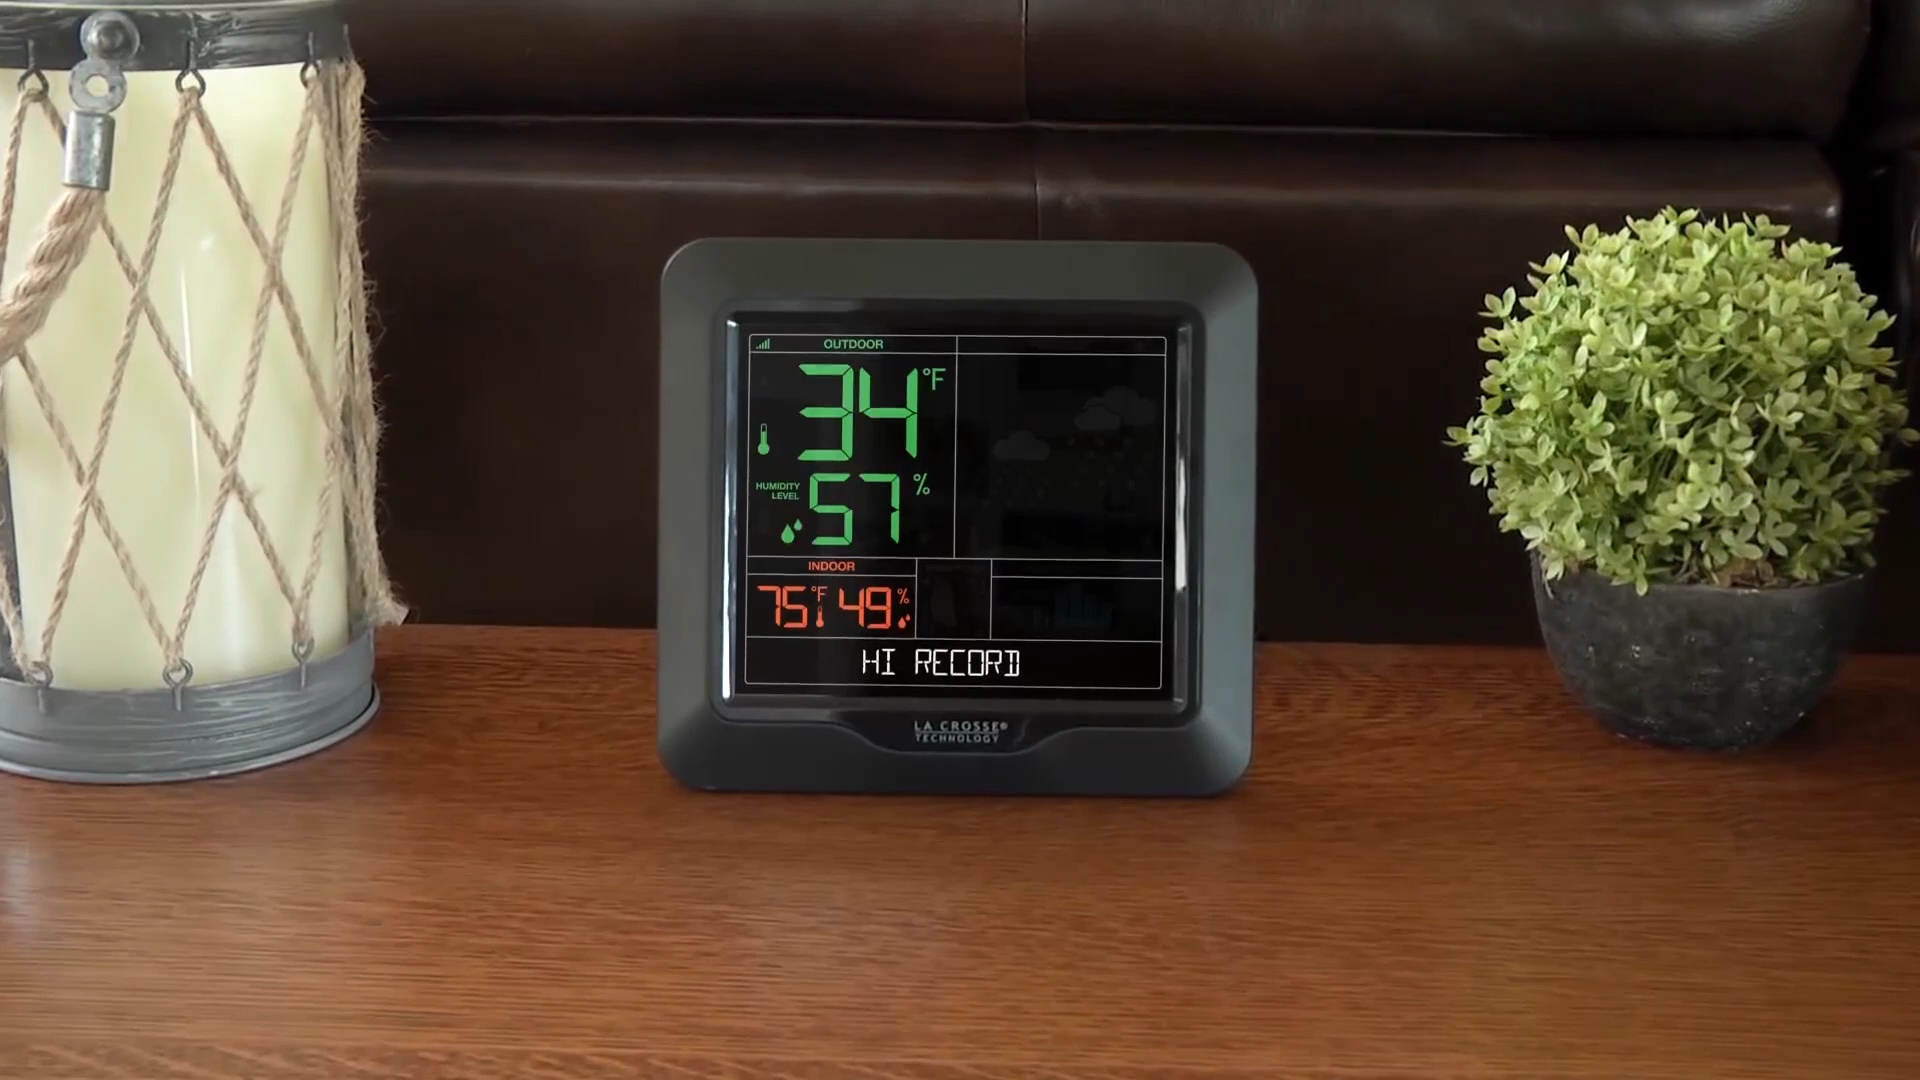 OUTDOOR
34 °F
HUMIDITY
LEVEL
57 %
INDOOR
75 °F 49 %
HI RECORD
LA CROSSE®
TECHNOLOGY